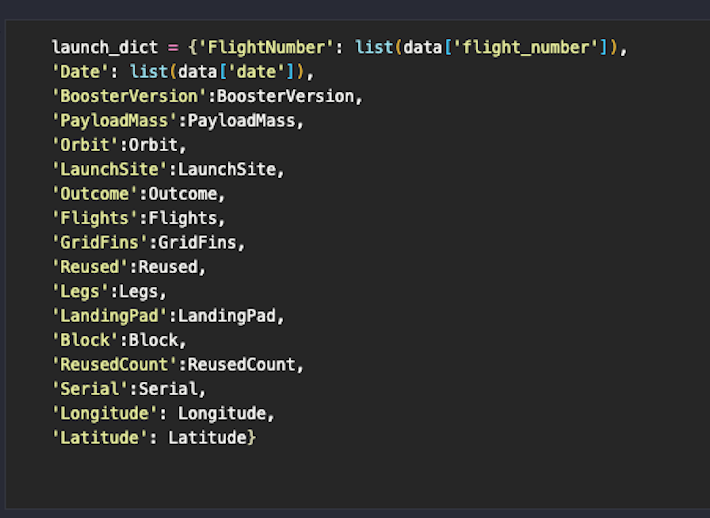 launch_dict = {'FlightNumber': list(data['flight_number']),
'Date': list(data['date']),
'BoosterVersion':BoosterVersion,
'PayloadMass':PayloadMass,
'Orbit':Orbit,
'LaunchSite':LaunchSite,
'Outcome':Outcome,
'Flights':Flights,
'GridFins':GridFins,
'Reused':Reused,
'Legs':Legs,
'LandingPad':LandingPad,
'Block':Block,
'ReusedCount':ReusedCount,
'Serial':Serial,
'Longitude': Longitude,
'Latitude': Latitude}